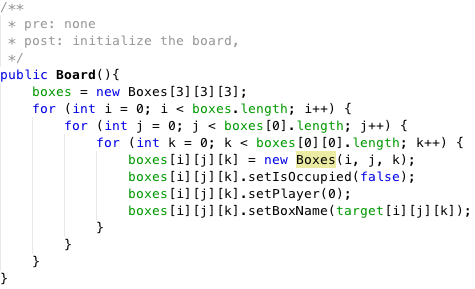 /**
 * pre: none
 * post: initialize the board,
 */
public Board(){
    boxes = new Boxes[3][3][3];
    for (int i = 0; i < boxes.length; i++) {
        for (int j = 0; j < boxes[0].length; j++) {
            for (int k = 0; k < boxes[0][0].length; k++) {
                boxes[i][j][k] = new Boxes(i, j, k);
                boxes[i][j][k].setIsOccupied(false);
                boxes[i][j][k].setPlayer(0);
                boxes[i][j][k].setBoxName(target[i][j][k]);
            }
        }
    }
}